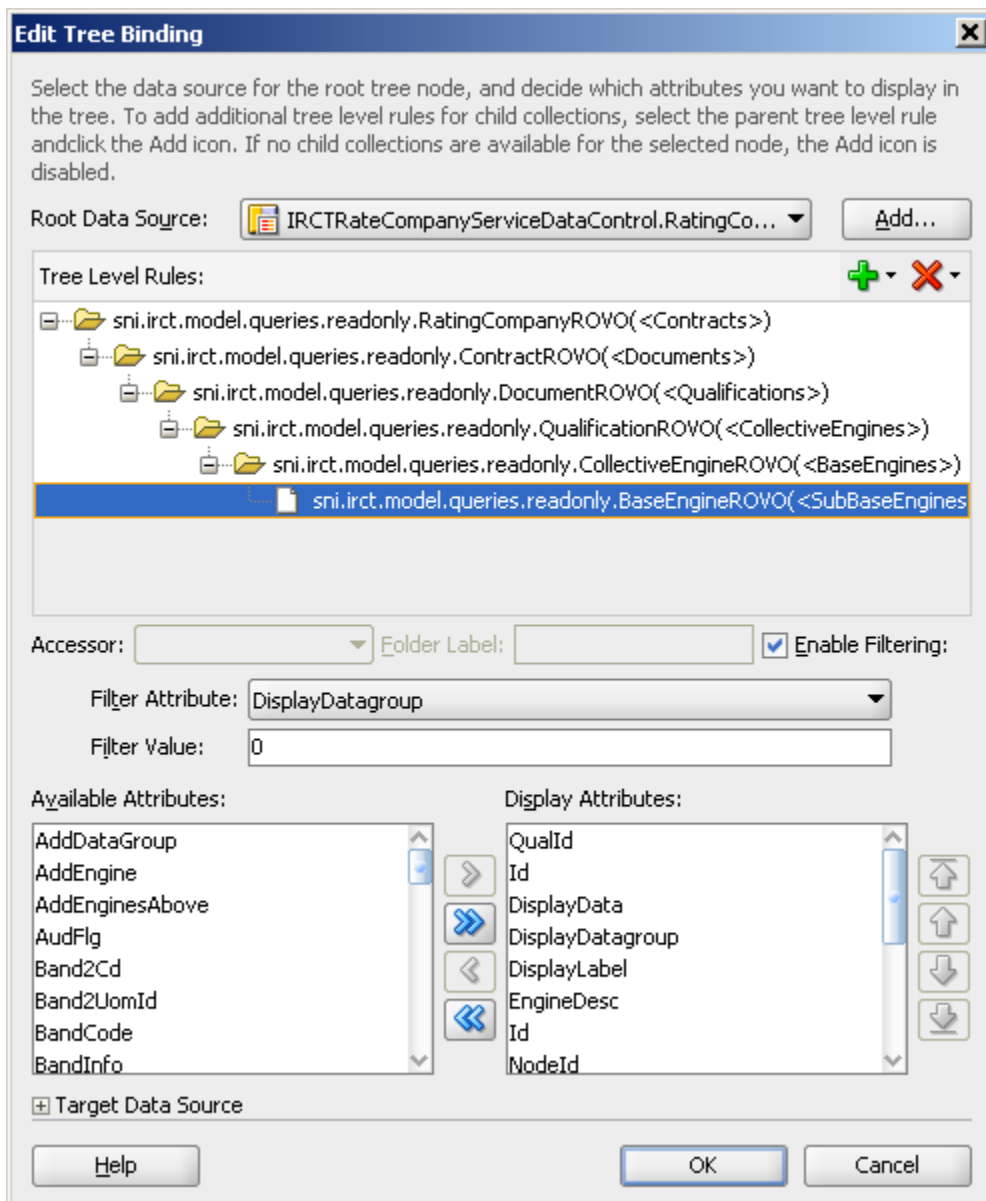 Edit Tree Binding
Select the data source for the root tree node, and decide which attributes you want to display in
the tree. To add additional tree level rules for child collections, select the parent tree level rule
andclick the Add icon. If no child collections are available for the selected node, the Add icon is
disabled.
Root Data Source: IRCTRateCompanyServiceDataControl.RatingCo... Add...
Tree Level Rules:
sni.irct.model.queries.readonly.RatingCompanyROVO(<Contracts>)
sni.irct.model.queries.readonly.ContractROVO(<Documents>)
sni.irct.model.queries.readonly.DocumentROVO(<Qualifications>)
sni.irct.model.queries.readonly.QualificationROVO(<CollectiveEngines>)
sni.irct.model.queries.readonly.CollectiveEngineROVO(<BaseEngines>)
sni.irct.model.queries.readonly.BaseEngineROVO(<SubBaseEngines
Accessor: Folder Label: Enable Filtering:
Filter Attribute: DisplayDatagroup
Filter Value: 0
Available Attributes: Display Attributes:
AddDataGroup QualId
AddEngine Id
AddEnginesAbove DisplayData
AudFlg DisplayDatagroup
Band2Cd DisplayLabel
Band2UomId EngineDesc
BandCode Id
BandInfo NodeId
Target Data Source
Help OK Cancel